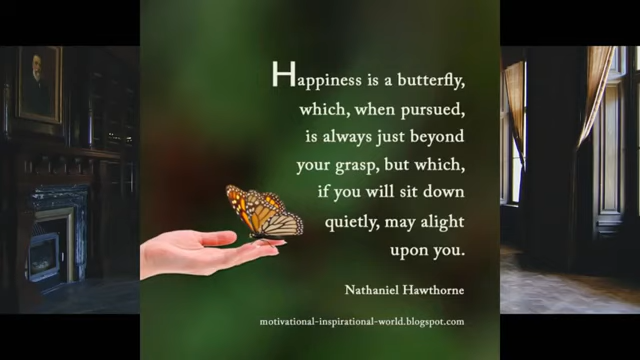 Happiness is a butterfly,
which, when pursued,
is always just beyond
your grasp, but which,
if you will sit down
quietly, may alight
upon you.
Nathaniel Hawthorne
motivational-inspirational-world.blogspot.com